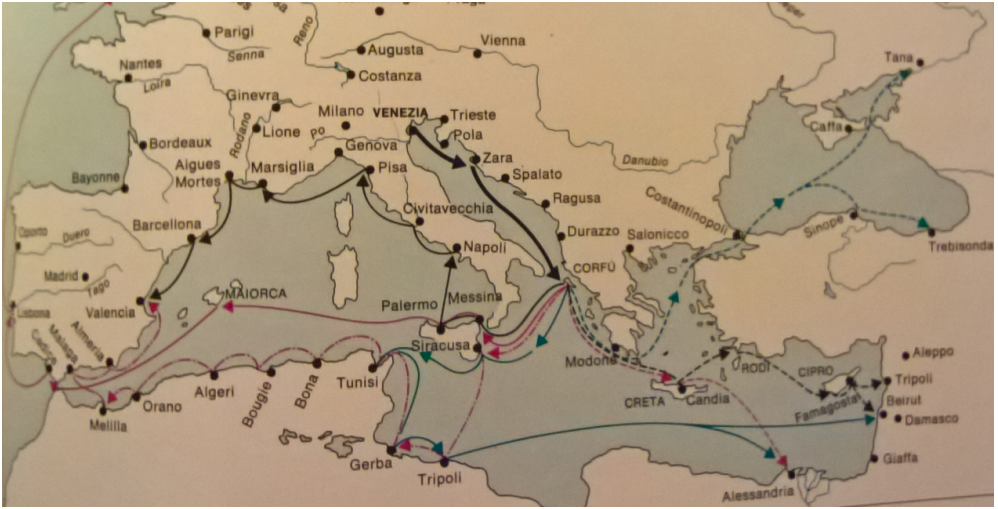 Parigi
Senna
Reno
Augusta
Vienna
Costanza
Nantes
Loira
Tana
Ginevra
Milano
VENEZIA
Trieste
Caffa
Rodano
Lione
Po
Pola
Bordeaux
Genova
Zara
Danubio
Aigues
Mortes
Marsiglia
Pisa
Spalato
Bayonne
Civitavecchia
Ragusa
Costantinopoli
Sinope
Barcellona
Oporto
Duero
Durazzo
Salonicco
Trebisonda
Napoli
Madrid
Tago
CORFÙ
MAIORCA
Palermo
Messina
Lisbona
Valencia
Siracusa
Cadice
Malaga
Almeria
Modone
RODI
CIPRO
Aleppo
Tunisi
Tripoli
Algeri
Bougie
Bona
CRETA
Candia
Famagosta
Beirut
Orano
Damasco
Melilla
Gerba
Giaffa
Tripoli
Alessandria